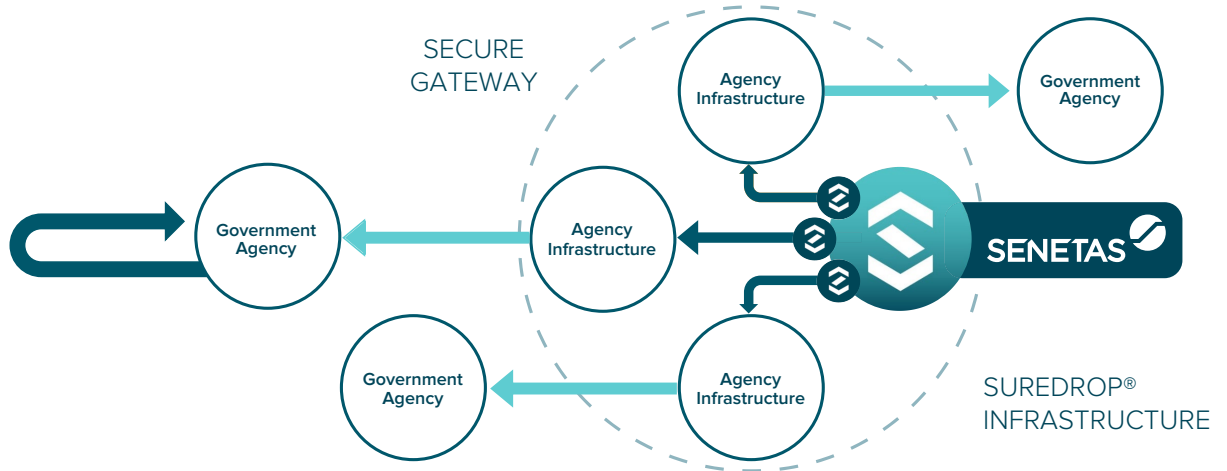 SECURE
GATEWAY
Agency
Infrastructure
Government
Agency
Government
Agency
Agency
Infrastructure
SENETAS
Government
Agency
Agency
Infrastructure
SUREDROP®
INFRASTRUCTURE